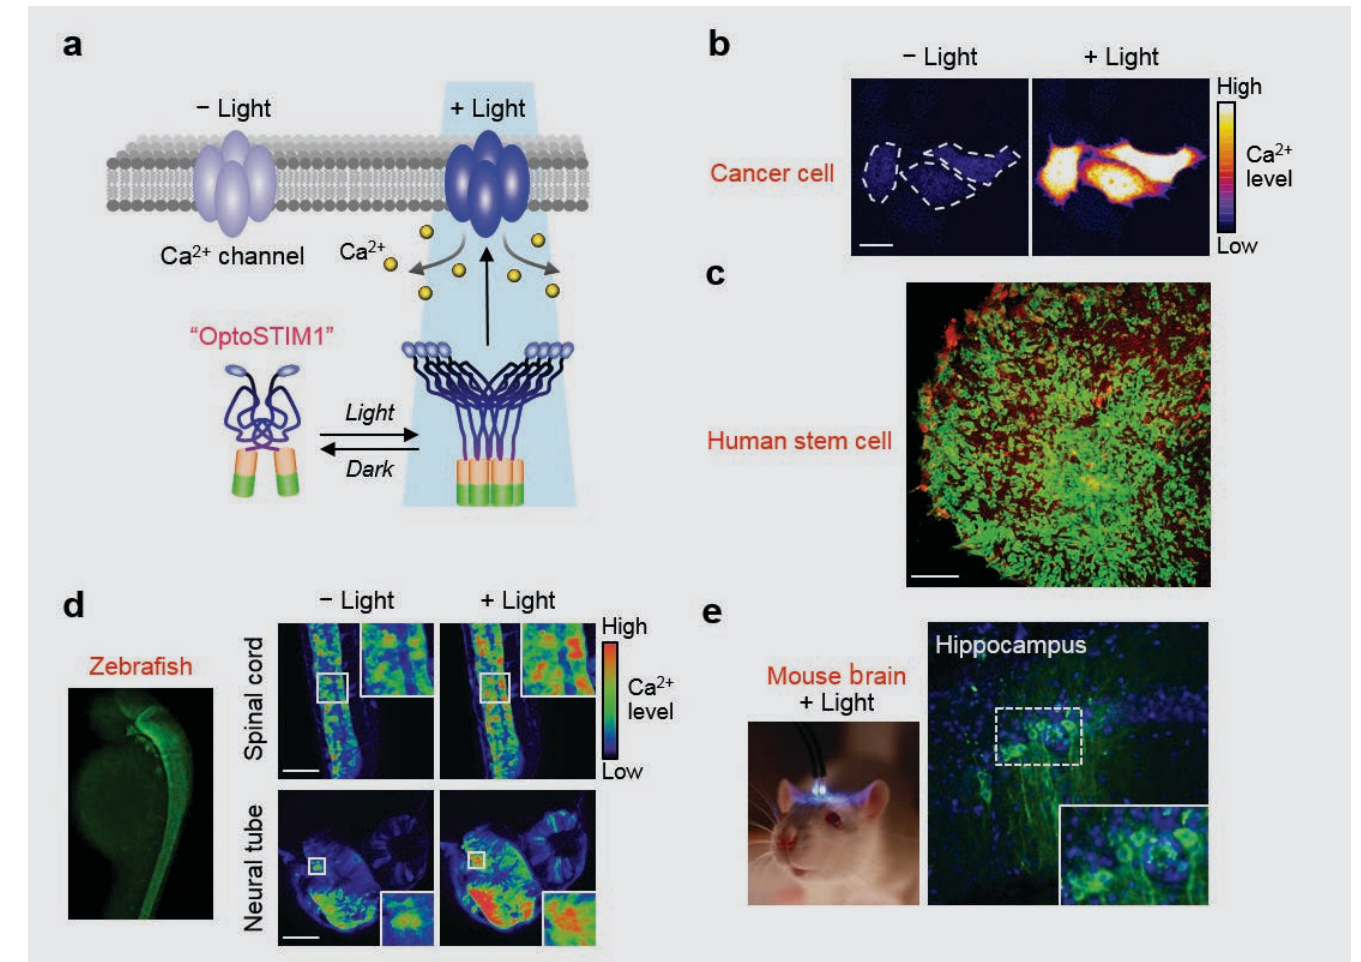 a
− Light
+ Light
Ca²⁺ channel
Ca²⁺
“OptoSTIM1”
Light
Dark
b
− Light
+ Light
Cancer cell
High
Ca²⁺
level
Low
c
Human stem cell
d
Zebrafish
− Light
+ Light
Spinal cord
Neural tube
High
Ca²⁺
level
Low
e
Mouse brain
+ Light
Hippocampus